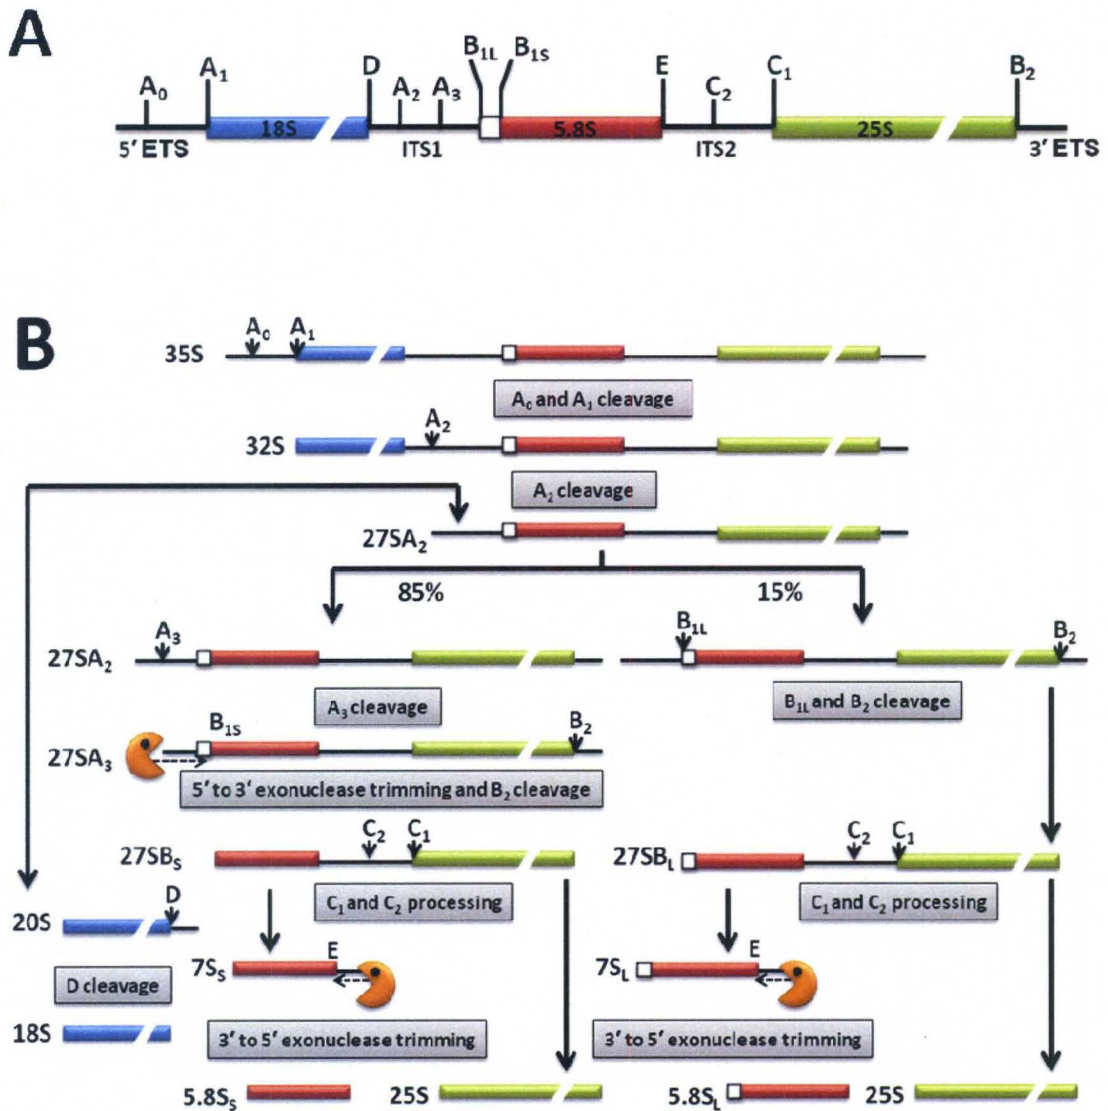 A
A₀ A₁ D A₂ A₃ B₁L B₁S E C₂ C₁ B₂
18S 5.8S 25S
5' ETS ITS1 ITS2 3' ETS
B
A₀ A₁
35S
A₀ and A₁ cleavage
A₂
32S
A₂ cleavage
27SA₂
85% 15%
A₃ B₁L B₂
27SA₂
A₃ cleavage B₁L and B₂ cleavage
B₁S B₂
27SA₃
5' to 3' exonuclease trimming and B₂ cleavage
C₂ C₁ C₂ C₁
27SBS 27SBL
C₁ and C₂ processing C₁ and C₂ processing
D
20S
E E
7SS 7SL
D cleavage
18S
3' to 5' exonuclease trimming 3' to 5' exonuclease trimming
5.8SS 25S 5.8SL 25S